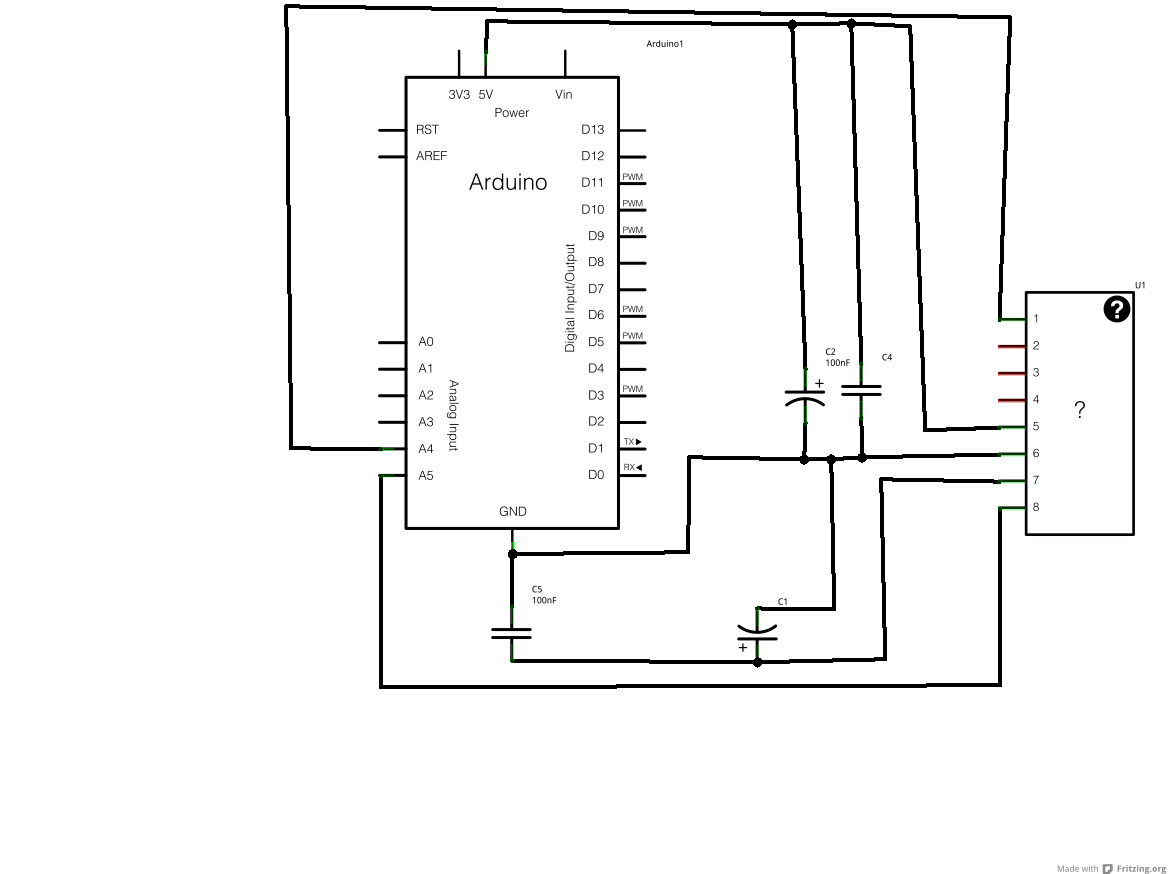 Arduino1
3V3 5V Vin
Power
RST
AREF
Arduino
D13
D12
D11 PWM
D10 PWM
D9 PWM
D8
D7
D6 PWM
D5 PWM
D4
D3 PWM
D2
D1 TX▶
D0 RX◀
Digital Input/Output
A0
A1
A2
A3
A4
A5
Analog Input
GND
C2
100nF
+
C4
U1
?
1
2
3
4
5
6
7
8
?
C5
100nF
C1
+
Made with Fritzing.org